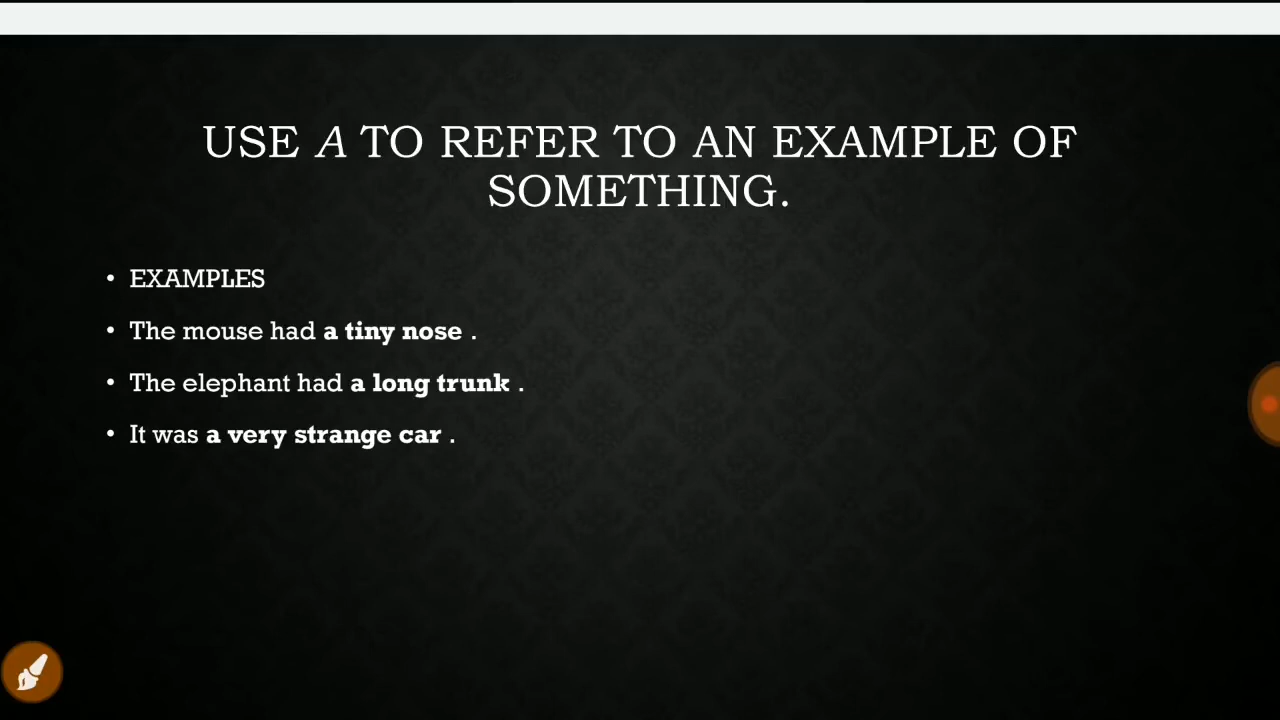 USE A TO REFER TO AN EXAMPLE OF
SOMETHING.
• EXAMPLES
• The mouse had a tiny nose .
• The elephant had a long trunk .
• It was a very strange car .